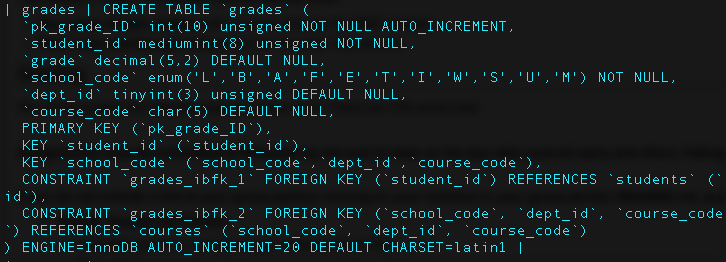 | grades | CREATE TABLE `grades` (
  `pk_grade_ID` int(10) unsigned NOT NULL AUTO_INCREMENT,
  `student_id` mediumint(8) unsigned NOT NULL,
  `grade` decimal(5,2) DEFAULT NULL,
  `school_code` enum('L','B','A','F','E','T','I','W','S','U','M') NOT NULL,
  `dept_id` tinyint(3) unsigned DEFAULT NULL,
  `course_code` char(5) DEFAULT NULL,
  PRIMARY KEY (`pk_grade_ID`),
  KEY `student_id` (`student_id`),
  KEY `school_code` (`school_code`,`dept_id`,`course_code`),
  CONSTRAINT `grades_ibfk_1` FOREIGN KEY (`student_id`) REFERENCES `students` (`
id`),
  CONSTRAINT `grades_ibfk_2` FOREIGN KEY (`school_code`, `dept_id`, `course_code
`) REFERENCES `courses` (`school_code`, `dept_id`, `course_code`)
) ENGINE=InnoDB AUTO_INCREMENT=20 DEFAULT CHARSET=latin1 |